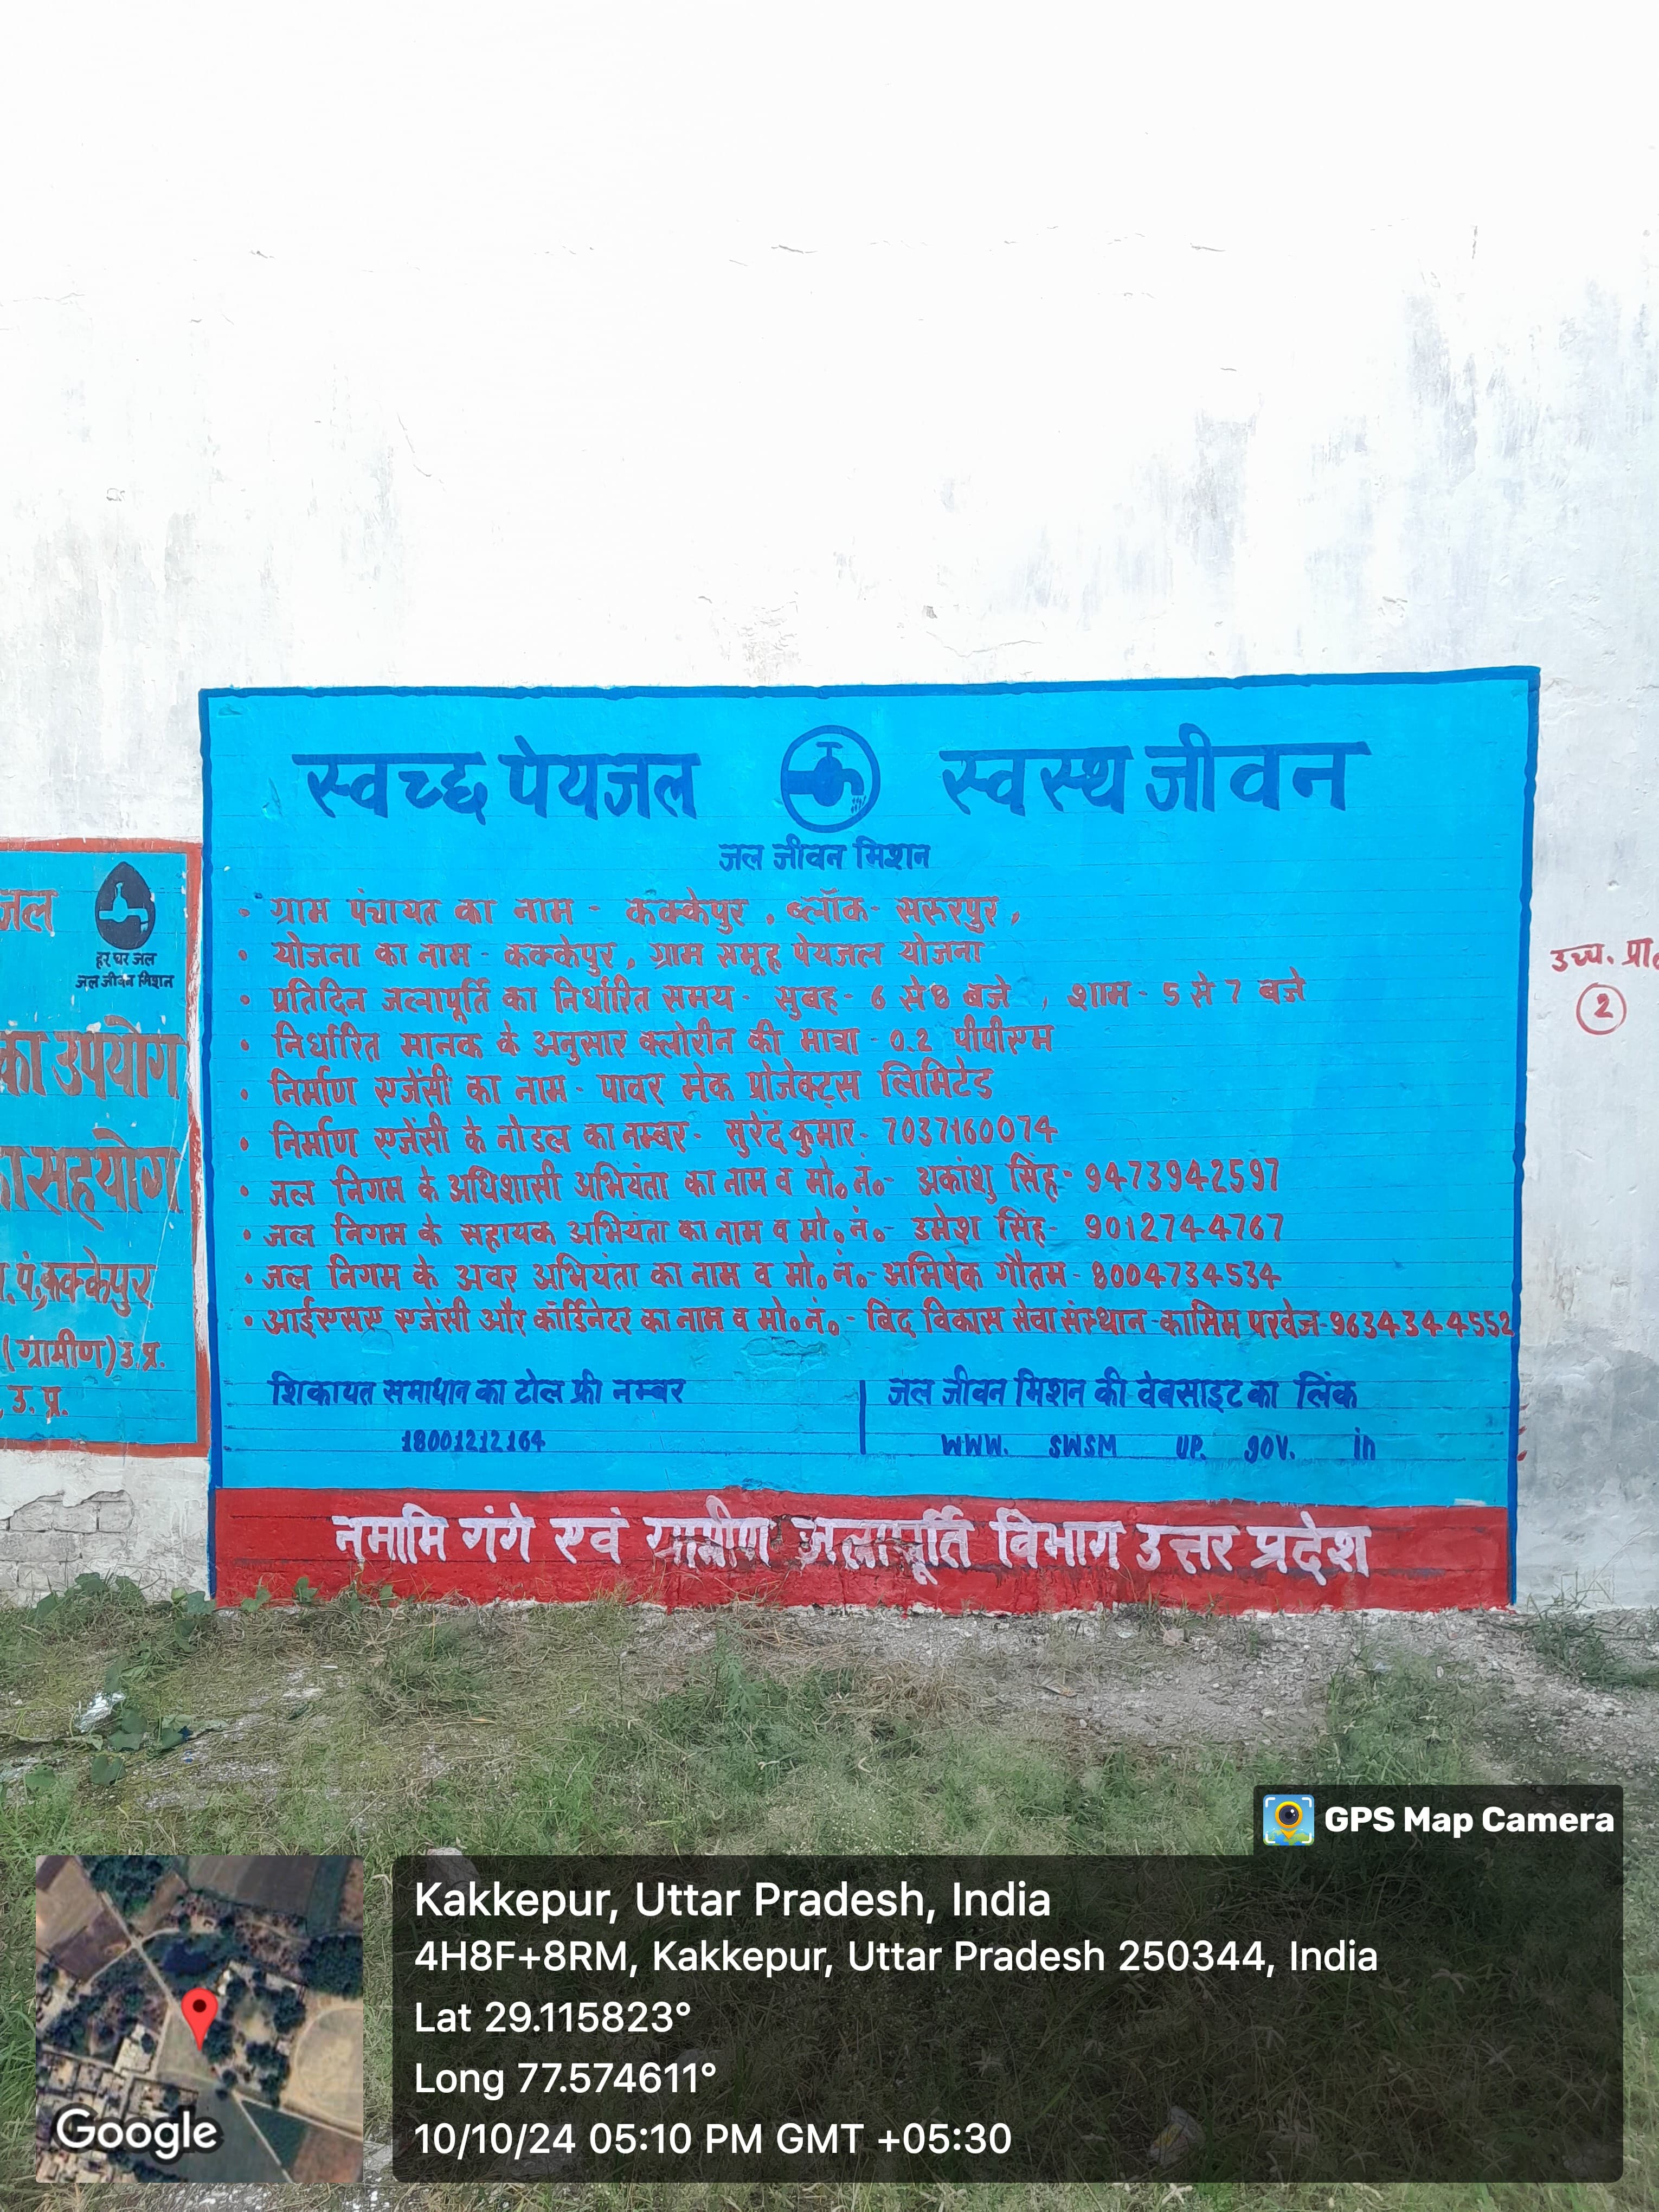 स्वच्छ पेयजल स्वस्थ जीवन
जल जीवन मिशन
• ग्राम पंचायत का नाम - कक्केपुर, ब्लॉक- सरुरपुर,
• योजना का नाम - कक्केपुर, ग्राम समूह पेयजल योजना
• प्रतिदिन जलापूर्ति का निर्धारित समय - सुबह - 6 से 8 बजे , शाम - 5 से 7 बजे
• निर्धारित मानक के अनुसार क्लोरीन की मात्रा - 0.2 पीपीएम
• निर्माण एजेंसी का नाम - पावर मेक प्रोजेक्ट्स लिमिटेड
• निर्माण एजेंसी के नोडल का नम्बर - सुरेंद कुमार - 7037160074
• जल निगम के अधिशासी अभियंता का नाम व मो० नं०- अकांशु सिंह - 9473942597
• जल निगम के सहायक अभियंता का नाम व मो० नं०- उमेश सिंह - 9012744767
• जल निगम के अवर अभियंता का नाम व मो० नं०- अभिषेक गौतम - 8004734534
• आईएसए एजेंसी और कॉर्डिनेटर का नाम व मो० नं०- बिंद विकास सेवा संस्थान - कासिम परवेज - 9634344552
शिकायत समाधान का टोल फ्री नम्बर
18001212164
जल जीवन मिशन की वेबसाइट का लिंक
www. swsm up. gov. in
नमामि गंगे एवं ग्रामीण जलापूर्ति विभाग उत्तर प्रदेश
जल
हर घर जल
जल जीवन मिशन
का उपयोग
सहयोग
पं. कक्केपुर
(ग्रामीण) उ.प्र.
उ. प्र.
उच्च. प्रा०
2
GPS Map Camera
Kakkepur, Uttar Pradesh, India
4H8F+8RM, Kakkepur, Uttar Pradesh 250344, India
Lat 29.115823°
Long 77.574611°
10/10/24 05:10 PM GMT +05:30
Google